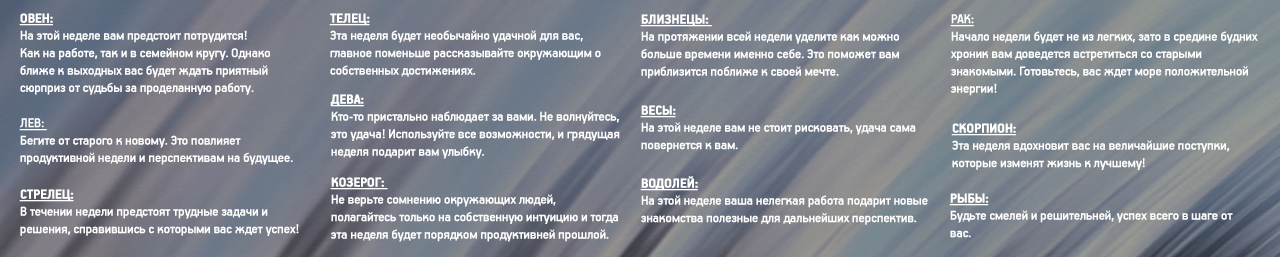 ОВЕН:
На этой неделе вам предстоит потрудится!
Как на работе, так и в семейном кругу. Однако
ближе к выходных вас будет ждать приятный
сюрприз от судьбы за проделанную работу.
ЛЕВ:
Бегите от старого к новому. Это повлияет
продуктивной недели и перспективам на будущее.
СТРЕЛЕЦ:
В течении недели предстоят трудные задачи и
решения, справившись с которыми вас ждет успех!
ТЕЛЕЦ:
Эта неделя будет необычайно удачной для вас,
главное поменьше рассказывайте окружающим о
собственных достижениях.
ДЕВА:
Кто-то пристально наблюдает за вами. Не волнуйтесь,
это удача! Используйте все возможности, и грядущая
неделя подарит вам улыбку.
КОЗЕРОГ:
Не верьте сомнению окружающих людей,
полагайтесь только на собственную интуицию и тогда
эта неделя будет порядком продуктивней прошлой.
БЛИЗНЕЦЫ:
На протяжении всей недели уделите как можно
больше времени именно себе. Это поможет вам
приблизится поближе к своей мечте.
ВЕСЫ:
На этой неделе вам не стоит рисковать, удача сама
повернется к вам.
ВОДОЛЕЙ:
На этой неделе ваша нелегкая работа подарит новые
знакомства полезные для дальнейших перспектив.
РАК:
Начало недели будет не из легких, зато в средине будних
хроник вам доведется встретиться со старыми
знакомыми. Готовьтесь, вас ждет море положительной
энергии!
СКОРПИОН:
Эта неделя вдохновит вас на величайшие поступки,
которые изменят жизнь к лучшему!
РЫБЫ:
Будьте смелей и решительней, успех всего в шаге от
вас.